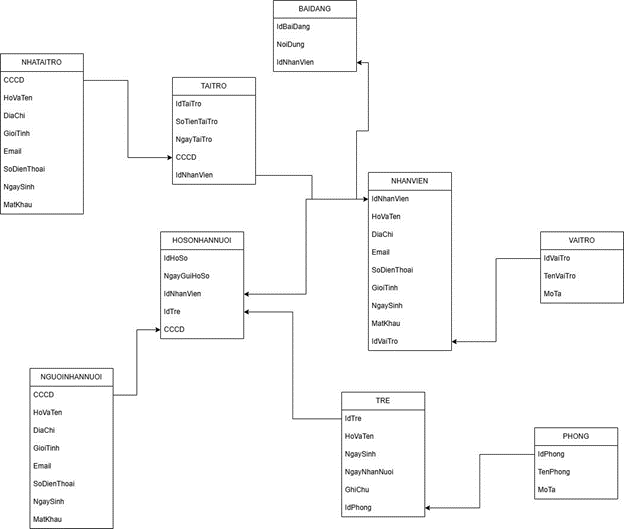 BAIDANG
IdBaiDang
NoiDung
IdNhanVien
NHATAITRO
CCCD
HoVaTen
DiaChi
GioiTinh
Email
SoDienThoai
NgaySinh
MatKhau
TAITRO
IdTaiTro
SoTienTaiTro
NgayTaiTro
CCCD
IdNhanVien
NHANVIEN
IdNhanVien
HoVaTen
DiaChi
Email
SoDienThoai
GioiTinh
NgaySinh
MatKhau
IdVaiTro
VAITRO
IdVaiTro
TenVaiTro
MoTa
HOSONHANNUOI
IdHoSo
NgayGuiHoSo
IdNhanVien
IdTre
CCCD
NGUOINHANNUOI
CCCD
HoVaTen
DiaChi
GioiTinh
Email
SoDienThoai
NgaySinh
MatKhau
TRE
IdTre
HoVaTen
NgaySinh
NgayNhanNuoi
GhiChu
IdPhong
PHONG
IdPhong
TenPhong
MoTa